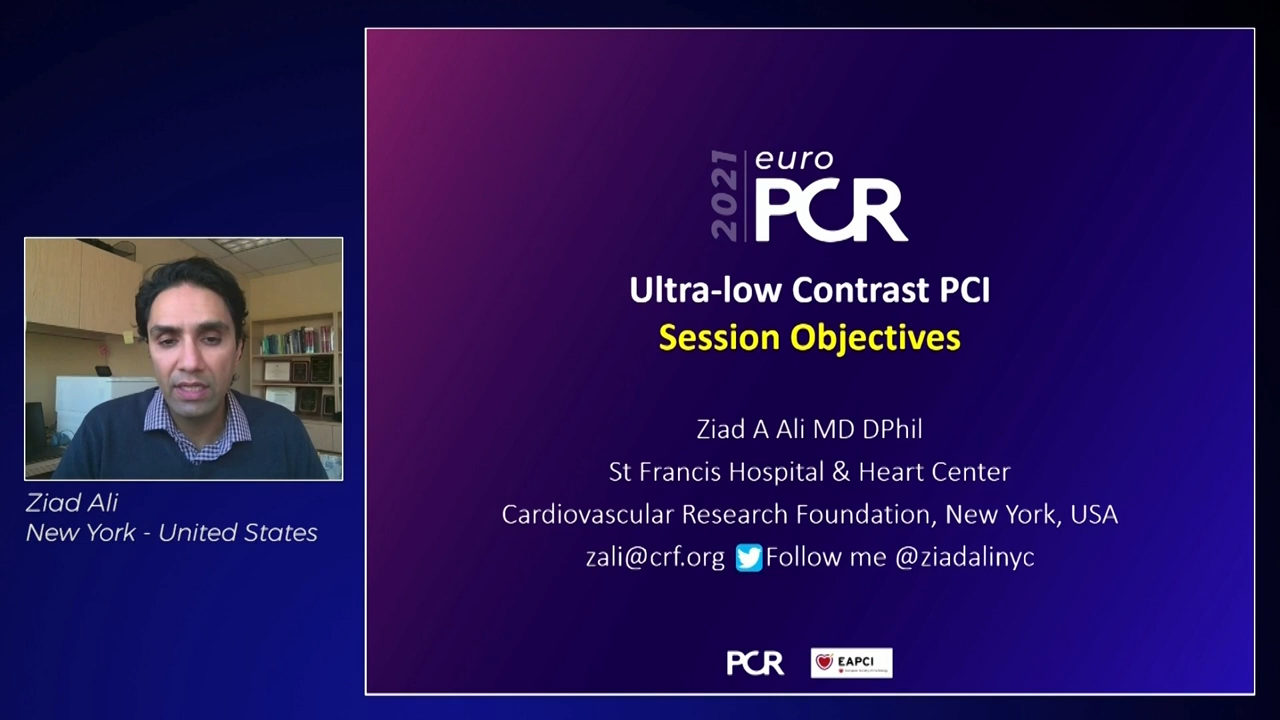 2021
euro
PCR
Ultra-low Contrast PCI
Session Objectives
Ziad A Ali MD DPhil
St Francis Hospital & Heart Center
Cardiovascular Research Foundation, New York, USA
zali@crf.org Follow me @ziadalinyc
PCR
EAPCI
Ziad Ali
New York - United States